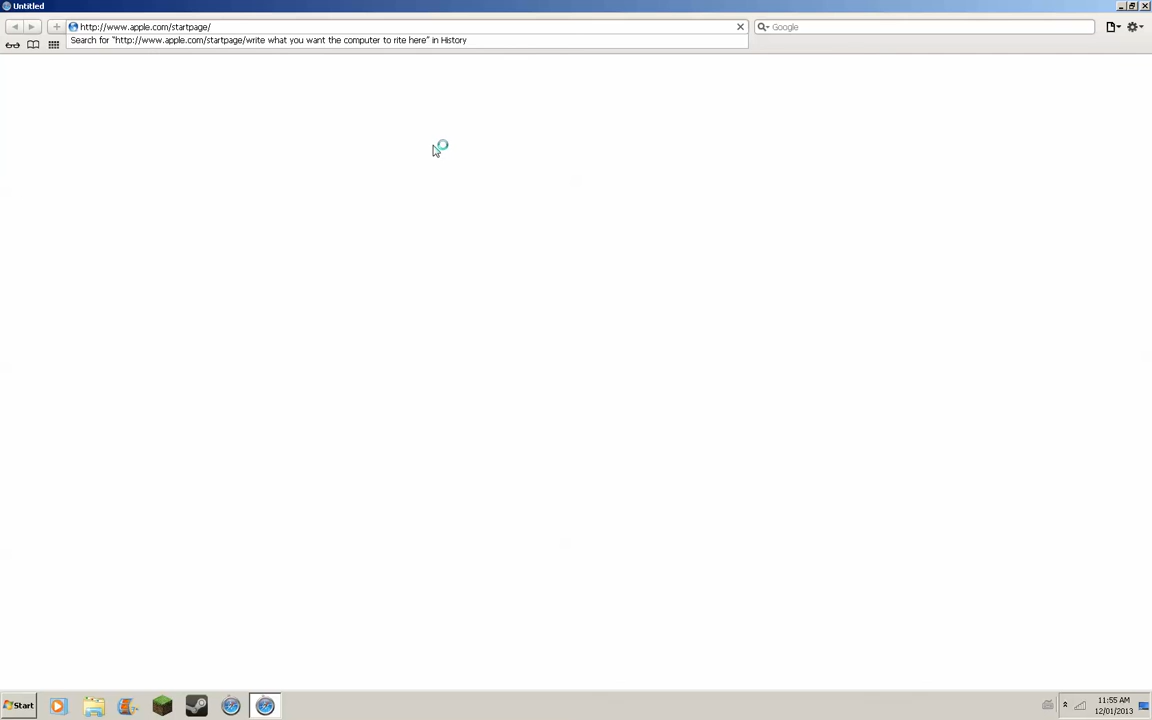 Untitled
http://www.apple.com/startpage/
Google
Search for "http://www.apple.com/startpage/write what you want the computer to rite here" in History
Start
11:55 AM
12/01/2013